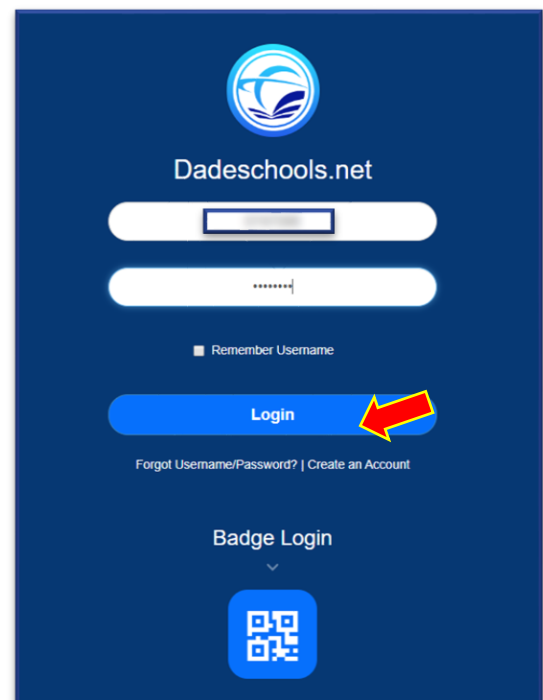 Dadeschools.net
Remember Username
Login
Forgot Username/Password? | Create an Account
Badge Login